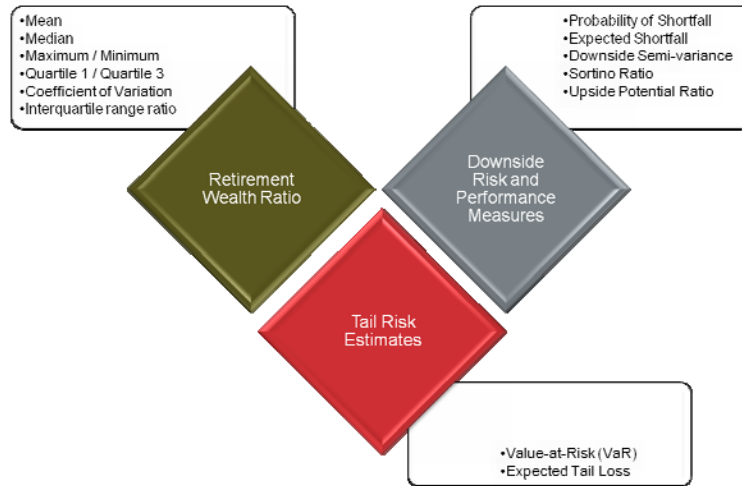 •Mean
•Median
•Maximum / Minimum
•Quartile 1 / Quartile 3
•Coefficient of Variation
•Interquartile range ratio
•Probability of Shortfall
•Expected Shortfall
•Downside Semi-variance
•Sortino Ratio
•Upside Potential Ratio
Retirement
Wealth Ratio
Downside
Risk and
Performance
Measures
Tail Risk
Estimates
•Value-at-Risk (VaR)
•Expected Tail Loss